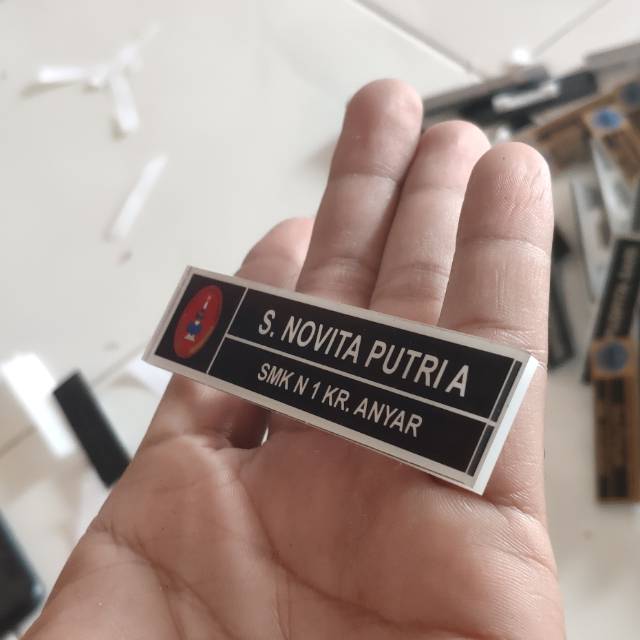 S. NOVITA PUTRI A
SMK N 1 KR. ANYAR